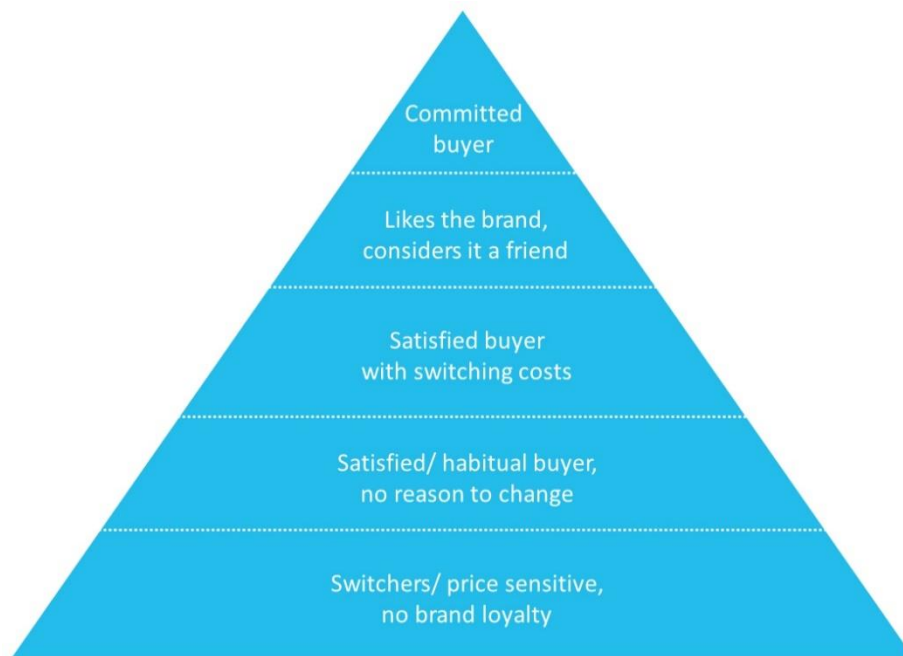 Committed
buyer
Likes the brand,
considers it a friend
Satisfied buyer
with switching costs
Satisfied/ habitual buyer,
no reason to change
Switchers/ price sensitive,
no brand loyalty